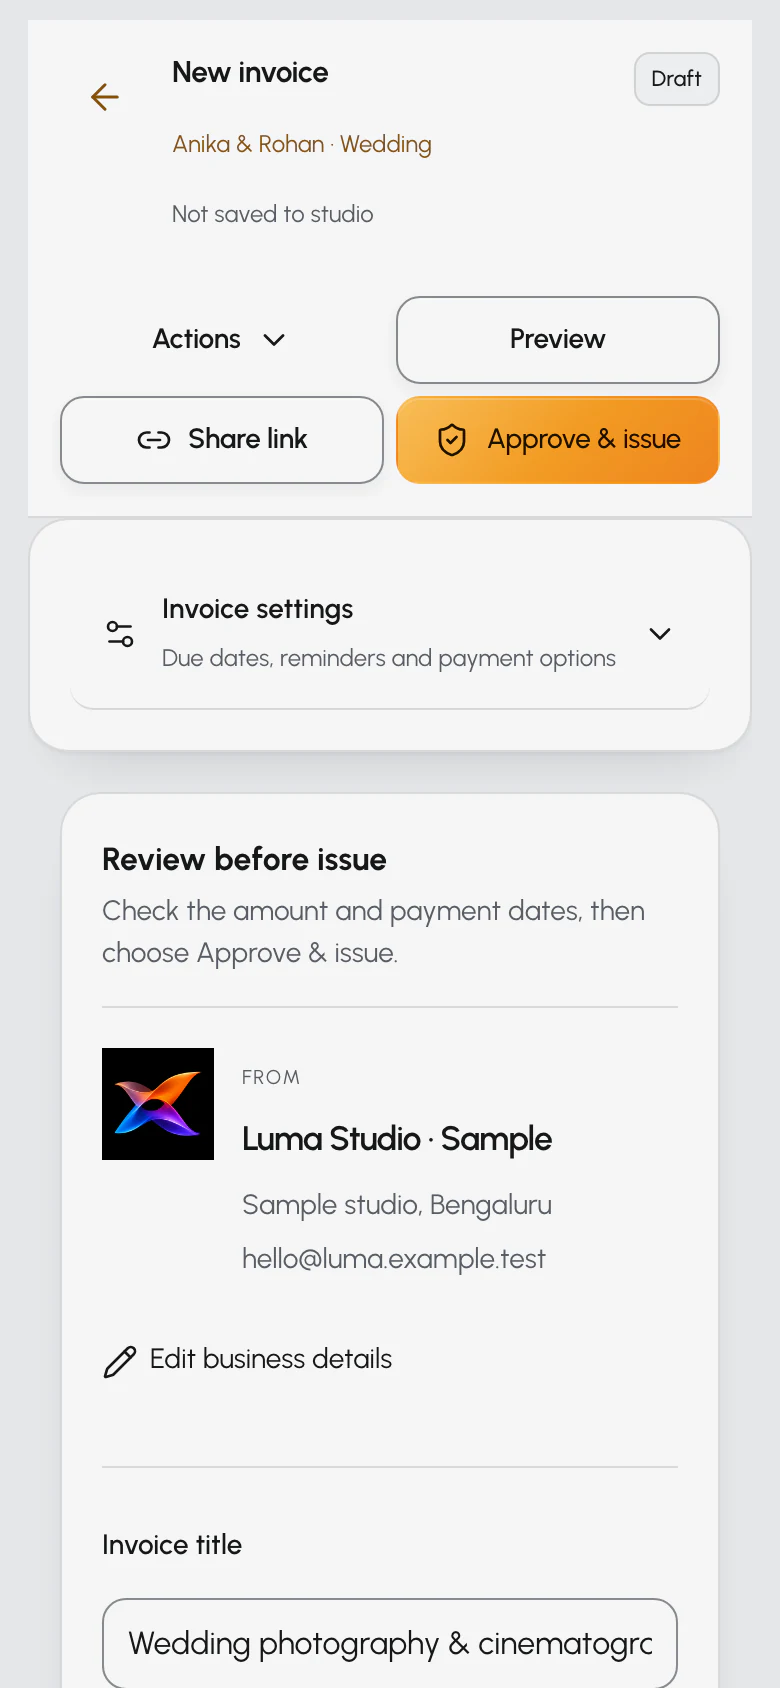 New invoice
Draft
Anika & Rohan · Wedding
Not saved to studio
Actions
Preview
Share link
Approve & issue
Invoice settings
Due dates, reminders and payment options
Review before issue
Check the amount and payment dates, then
choose Approve & issue.
FROM
Luma Studio · Sample
Sample studio, Bengaluru
hello@luma.example.test
Edit business details
Invoice title
Wedding photography & cinematogra